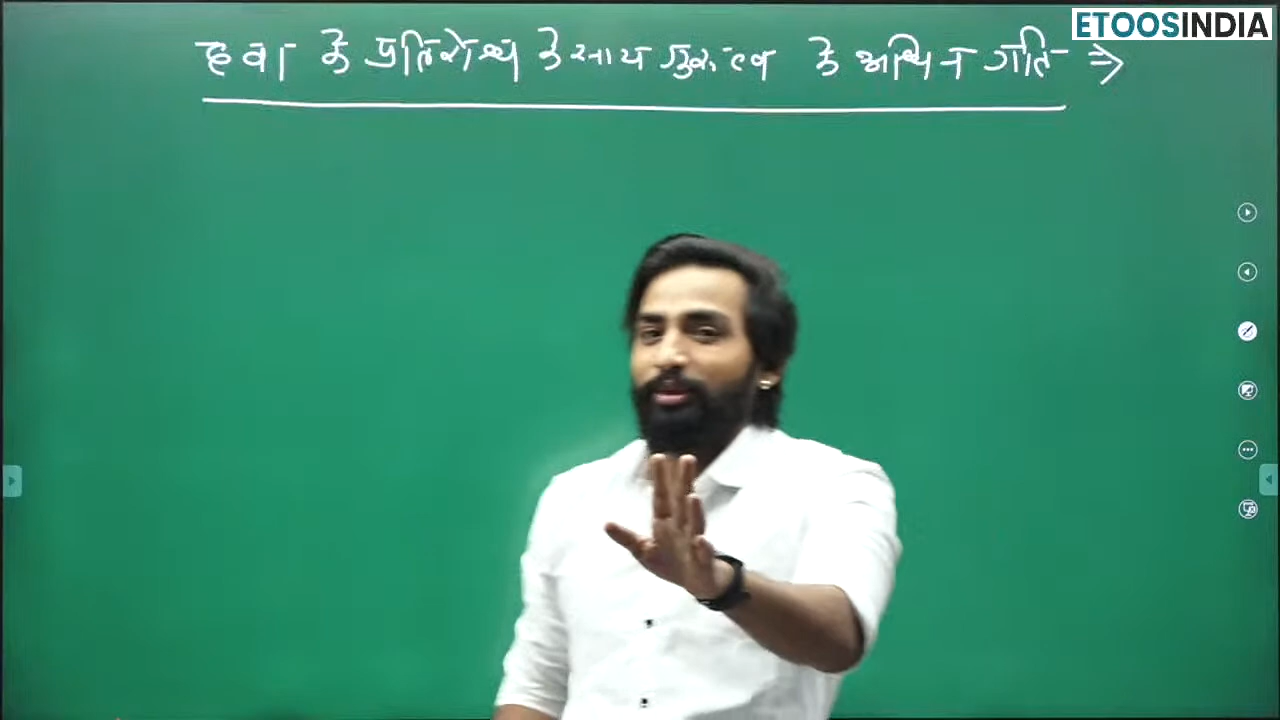 ETOOSINDIA
हवा के प्रतिरोध के साथ गुरुत्व के अधिन गति ⇒